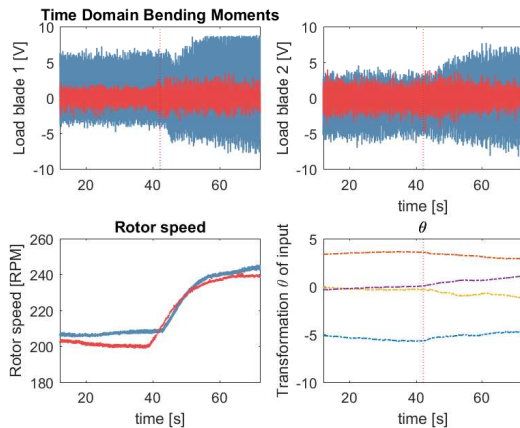 Time Domain Bending Moments
Load blade 1 [V]
10
5
0
-5
-10
20 40 60
Load blade 2 [V]
10
5
0
-5
-10
20 40 60
time [s]
Rotor speed
Rotor speed [RPM]
260
240
220
200
180
20 40 60
time [s]
θ
Transformation θ of input
5
0
-5
-10
20 40 60
time [s]